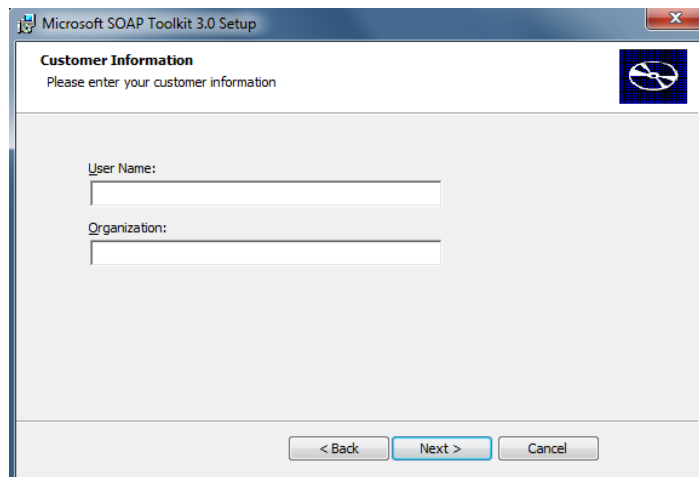 Microsoft SOAP Toolkit 3.0 Setup
Customer Information
Please enter your customer information
User Name:
Organization:
< Back Next > Cancel